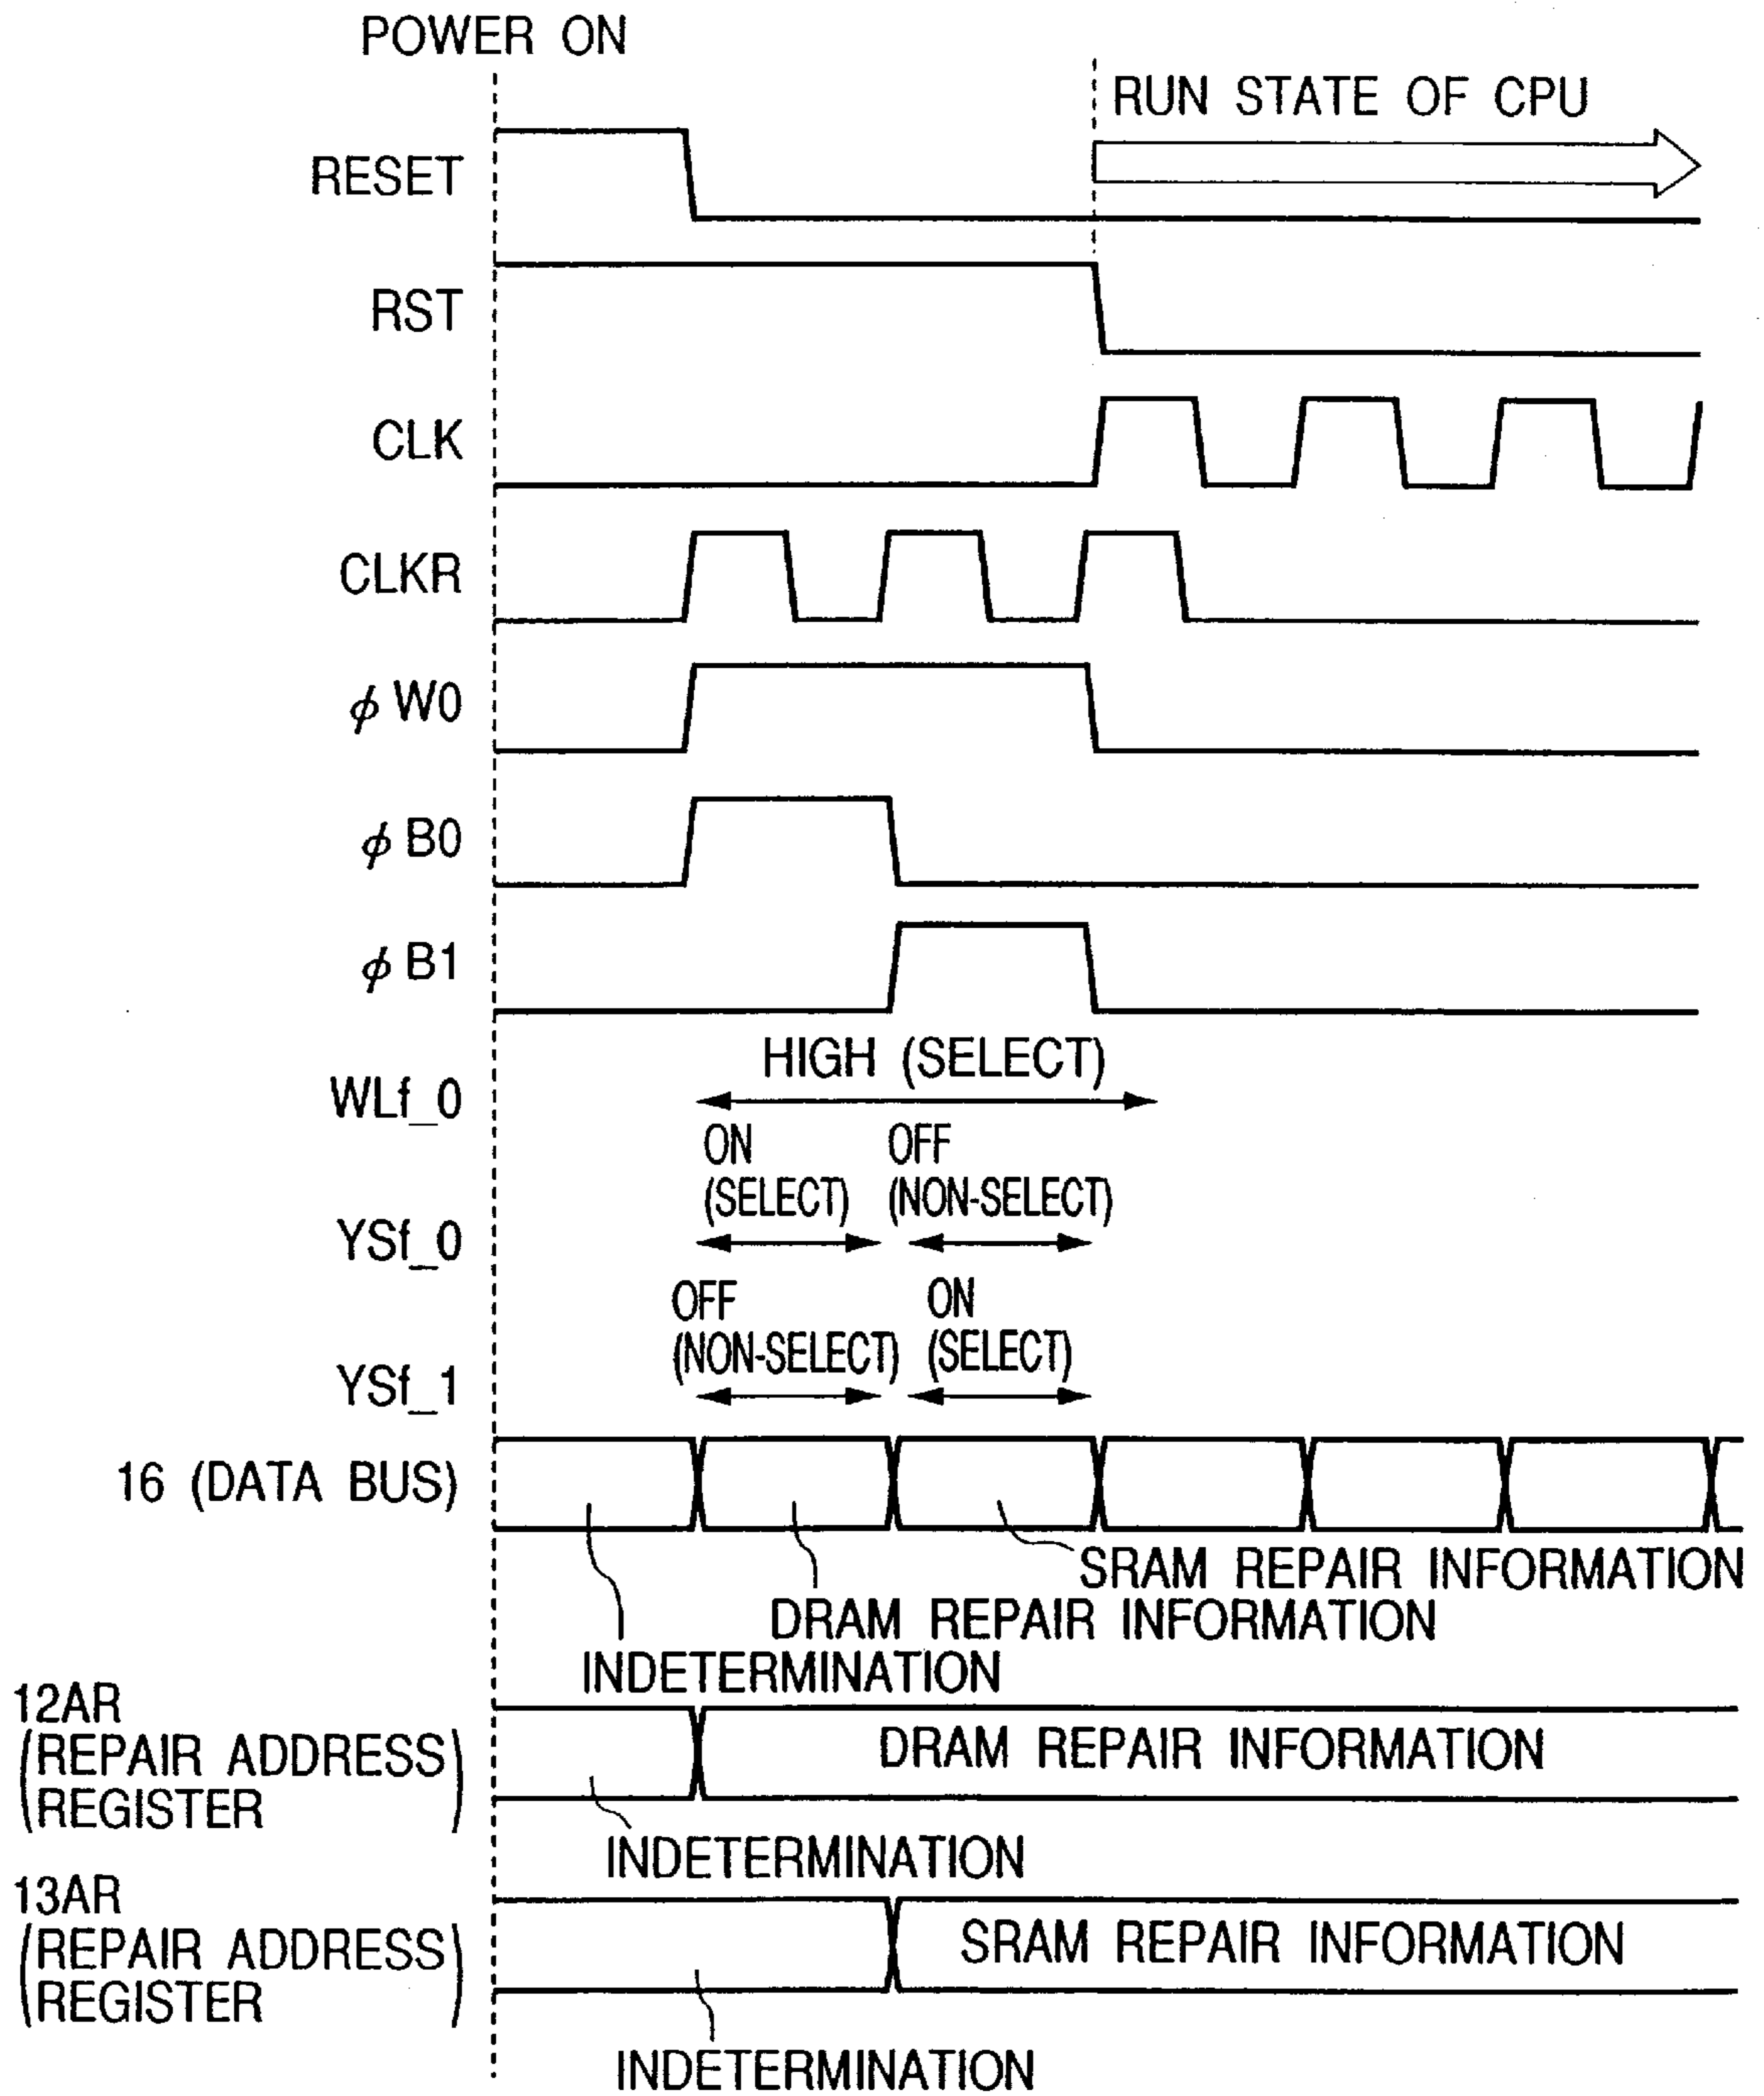 POWER ON
RUN STATE OF CPU
RESET
RST
CLK
CLKR
ϕ W0
ϕ B0
ϕ B1
HIGH (SELECT)
WLf_0
ON OFF
(SELECT) (NON-SELECT)
YSf_0
OFF ON
(NON-SELECT) (SELECT)
YSf_1
16 (DATA BUS)
SRAM REPAIR INFORMATION
DRAM REPAIR INFORMATION
INDETERMINATION
12AR
(REPAIR ADDRESS
REGISTER)
DRAM REPAIR INFORMATION
INDETERMINATION
13AR
(REPAIR ADDRESS
REGISTER)
SRAM REPAIR INFORMATION
INDETERMINATION